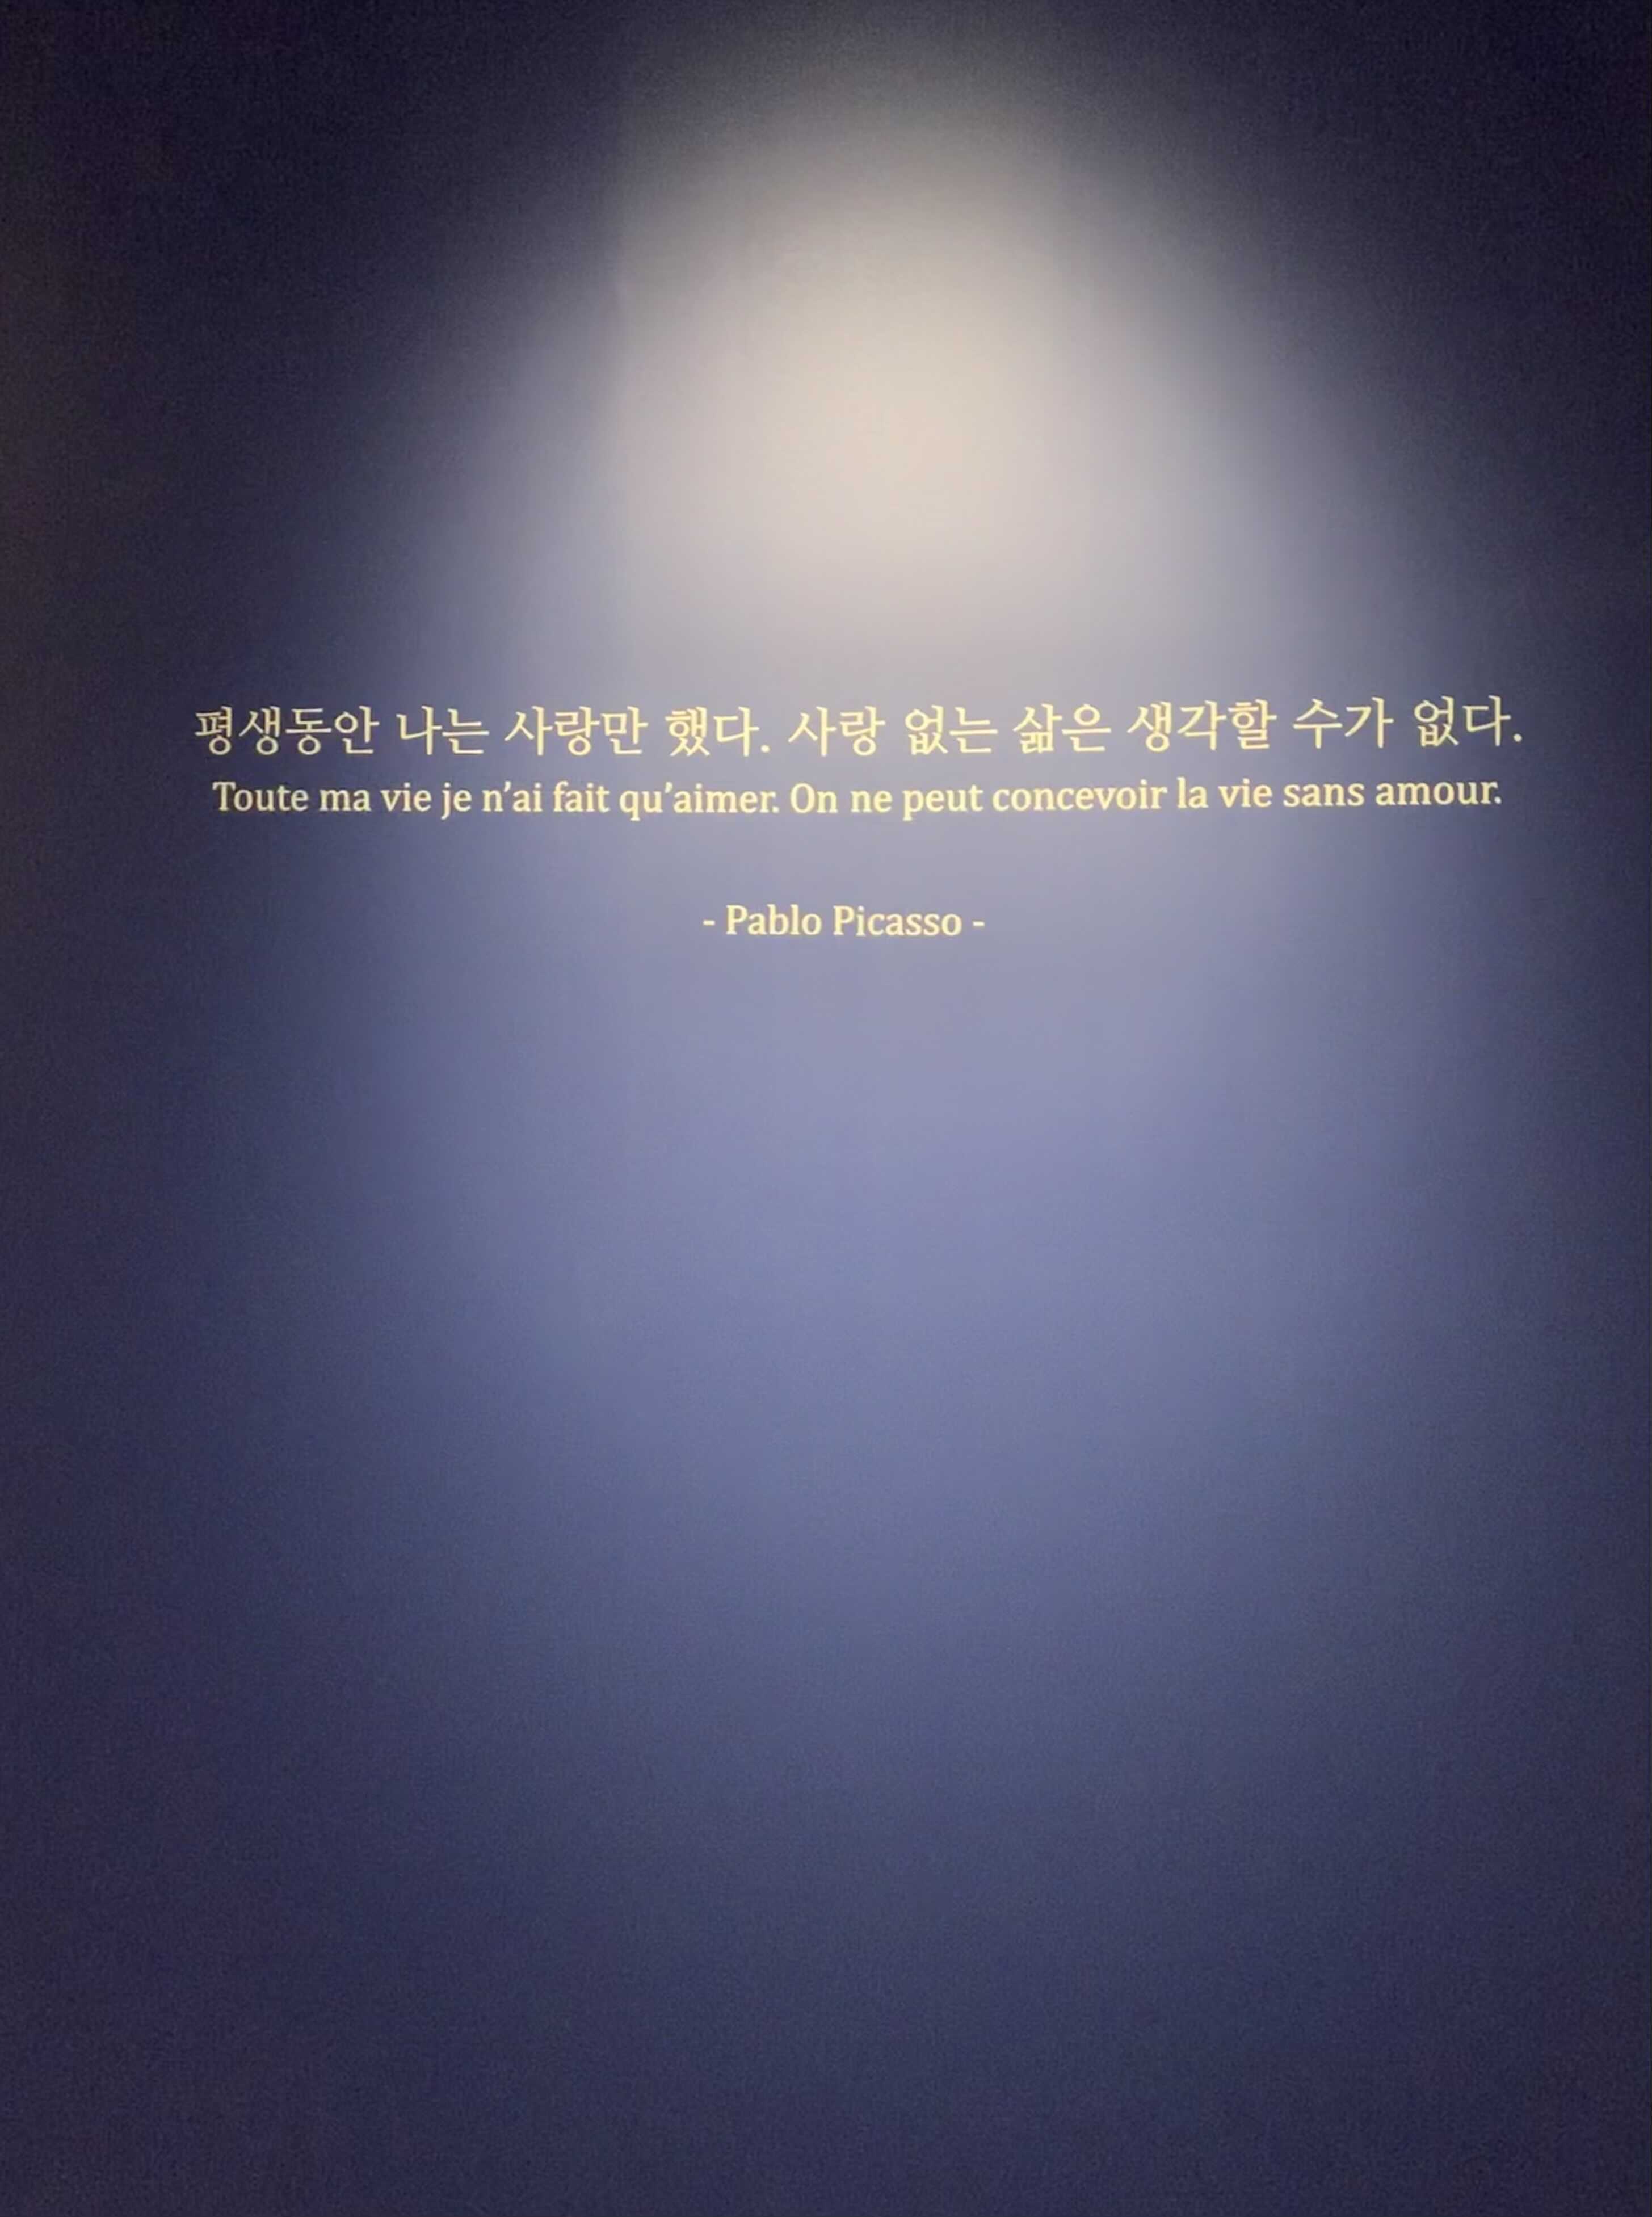 평생동안 나는 사랑만 했다. 사랑 없는 삶은 생각할 수가 없다.
Toute ma vie je n’ai fait qu’aimer. On ne peut concevoir la vie sans amour.
- Pablo Picasso -